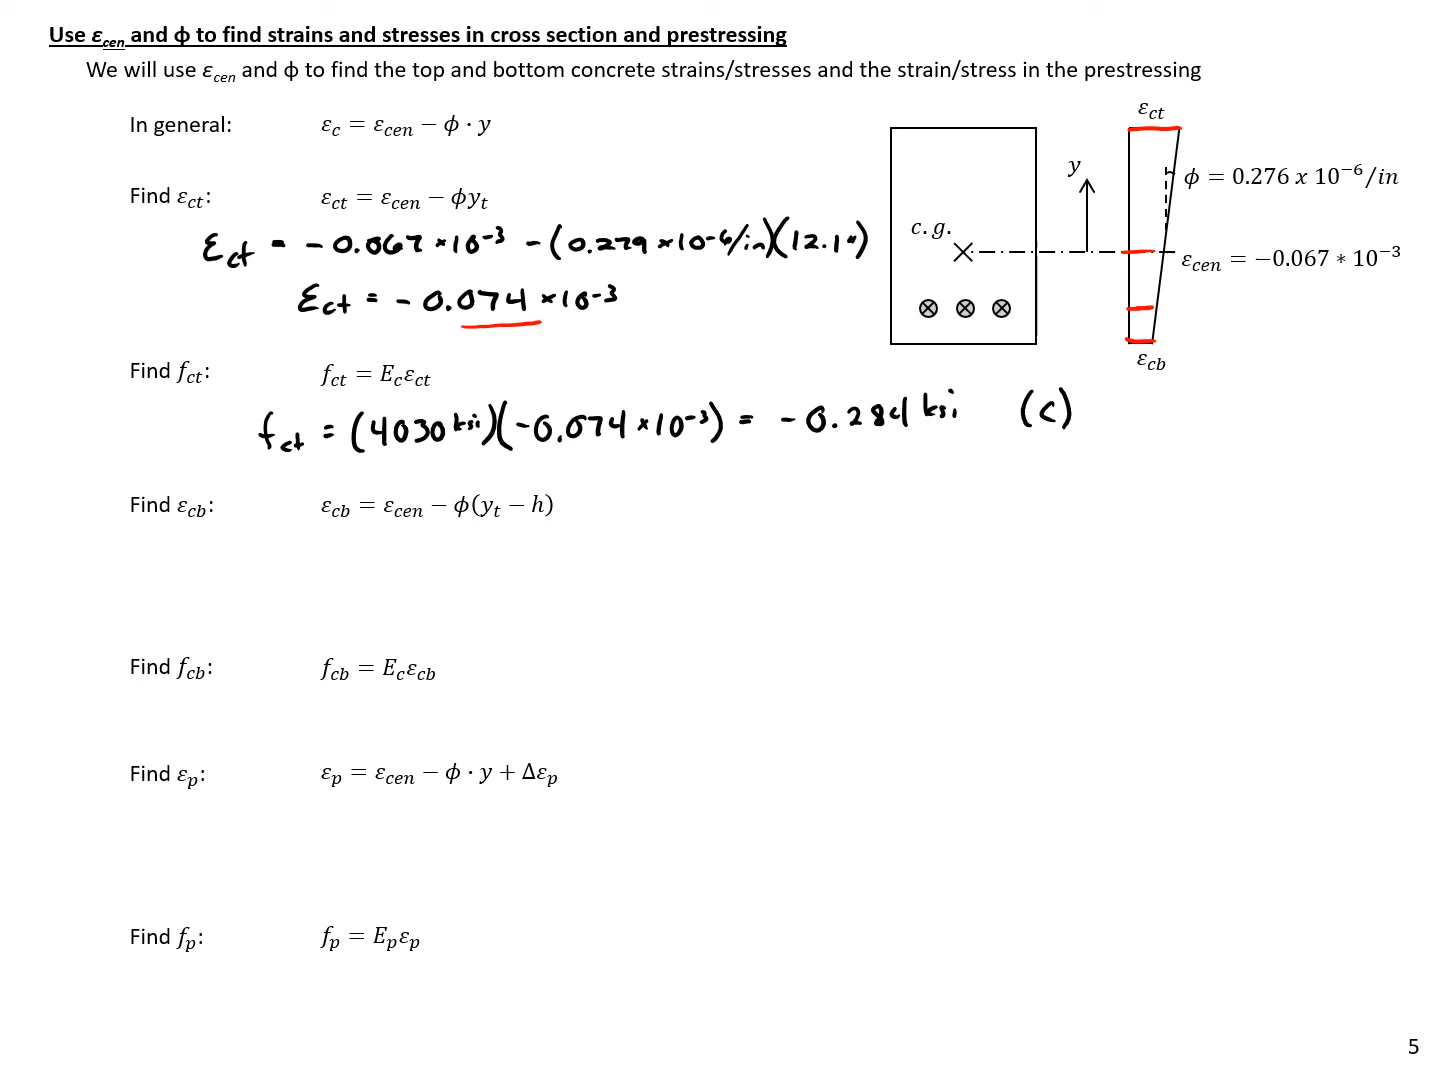 Use εcen and ϕ to find strains and stresses in cross section and prestressing
We will use εcen and ϕ to find the top and bottom concrete strains/stresses and the strain/stress in the prestressing
In general: εc = εcen − ϕ · y
Find εct: εct = εcen − ϕyt
εct = - 0.067 × 10⁻³ - (0.279 × 10⁻⁶/in)(12.1")
εct = - 0.074 × 10⁻³
Find fct: fct = Ecεct
fct = (4030 ksi)(-0.074 × 10⁻³) = - 0.284 ksi (C)
Find εcb: εcb = εcen − ϕ(yt − h)
Find fcb: fcb = Ecεcb
Find εp: εp = εcen − ϕ · y + Δεp
Find fp: fp = Epεp
εct
y
ϕ = 0.276 x 10⁻⁶/in
c.g.
εcen = −0.067 ∗ 10⁻³
εcb
5